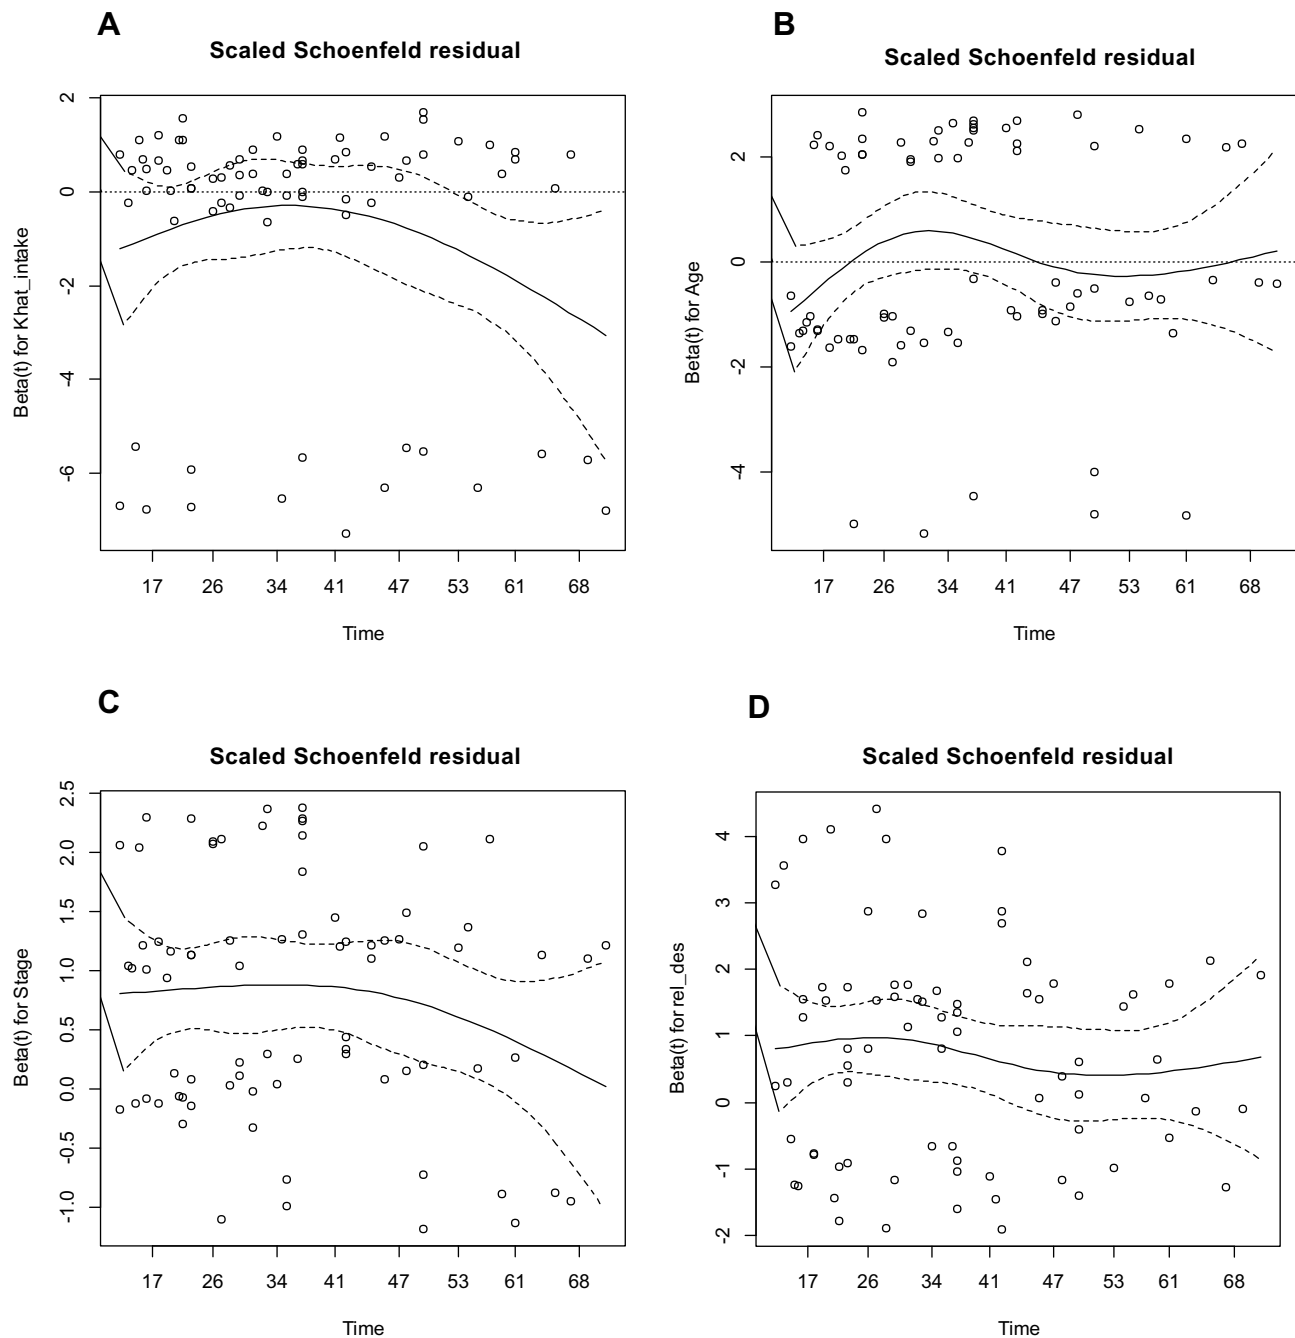 A
Scaled Schoenfeld residual
Beta(t) for Khat_intake
2
0
-2
-4
-6
17 26 34 41 47 53 61 68
Time
B
Scaled Schoenfeld residual
Beta(t) for Age
2
0
-2
-4
17 26 34 41 47 53 61 68
Time
C
Scaled Schoenfeld residual
Beta(t) for Stage
2.5
2.0
1.5
1.0
0.5
0.0
-0.5
-1.0
17 26 34 41 47 53 61 68
Time
D
Scaled Schoenfeld residual
Beta(t) for rel_des
4
3
2
1
0
-1
-2
17 26 34 41 47 53 61 68
Time